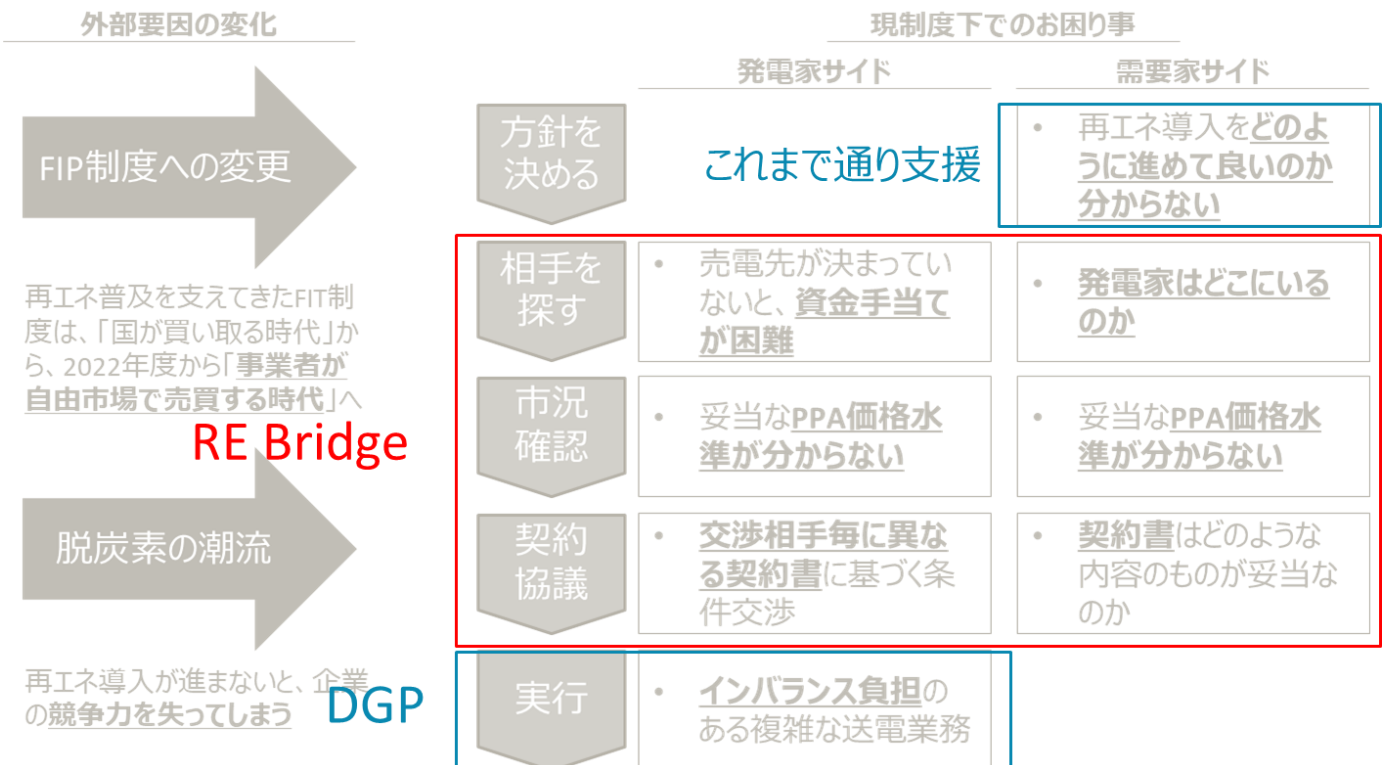 外部要因の変化
現制度下でのお困り事
発電家サイド
需要家サイド
FIP制度への変更
再エネ普及を支えてきたFIT制
度は、「国が買い取る時代」か
ら、2022年度から「事業者が
自由市場で売買する時代」へ
RE Bridge
脱炭素の潮流
再エネ導入が進まないと、企業
の競争力を失ってしまう
DGP
方針を
決める
これまで通り支援
• 再エネ導入をどのよ
うに進めて良いのか
分からない
相手を
探す
• 売電先が決まってい
ないと、資金手当て
が困難
• 発電家はどこにいる
のか
市況
確認
• 妥当なPPA価格水
準が分からない
• 妥当なPPA価格水
準が分からない
契約
協議
• 交渉相手毎に異な
る契約書に基づく条
件交渉
• 契約書はどのような
内容のものが妥当な
のか
実行
• インバランス負担の
ある複雑な送電業務